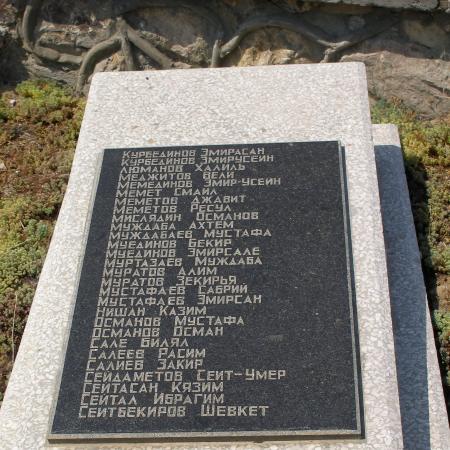 КУРБЕДИНОВ ЭМИРАСАН
КУРБЕДИНОВ ЭМИРУСЕИН
ЛЮМАНОВ ХАЛИЛЬ
МЕДЖИТОВ ВЕЛИ
МЕМЕДИНОВ ЭМИР-УСЕИН
МЕМЕТ СМАИЛ
МЕМЕТОВ АЖАВИТ
МЕМЕТОВ РЕСУЛ
МИСЛЯДИН ОСМАНОВ
МУЖДАБА АХТЕМ
МУЖДАБАЕВ МУСТАФА
МУЕДИНОВ БЕКИР
МУЕДИНОВ ЭМИРСАЛЕ
МУРТАЗАЕВ МУЖДАБА
МУРАТОВ АЛИМ
МУРАТОВ ЗЕКИРЬЯ
МУСТАФАЕВ САБРИЙ
МУСТАФАЕВ ЭМИРСАН
НИШАН КАЗИМ
ОСМАНОВ МУСТАФА
ОСМАНОВ ОСМАН
САЛЕ БИЛЯЛ
САЛЕЕВ РАСИМ
САЛИЕВ ЗАКИР
СЕЙДАМЕТОВ СЕИТ-УМЕР
СЕИТАСАН КЯЗИМ
СЕИТАЛ ИБРАГИМ
СЕИТБЕКИРОВ ШЕВКЕТ